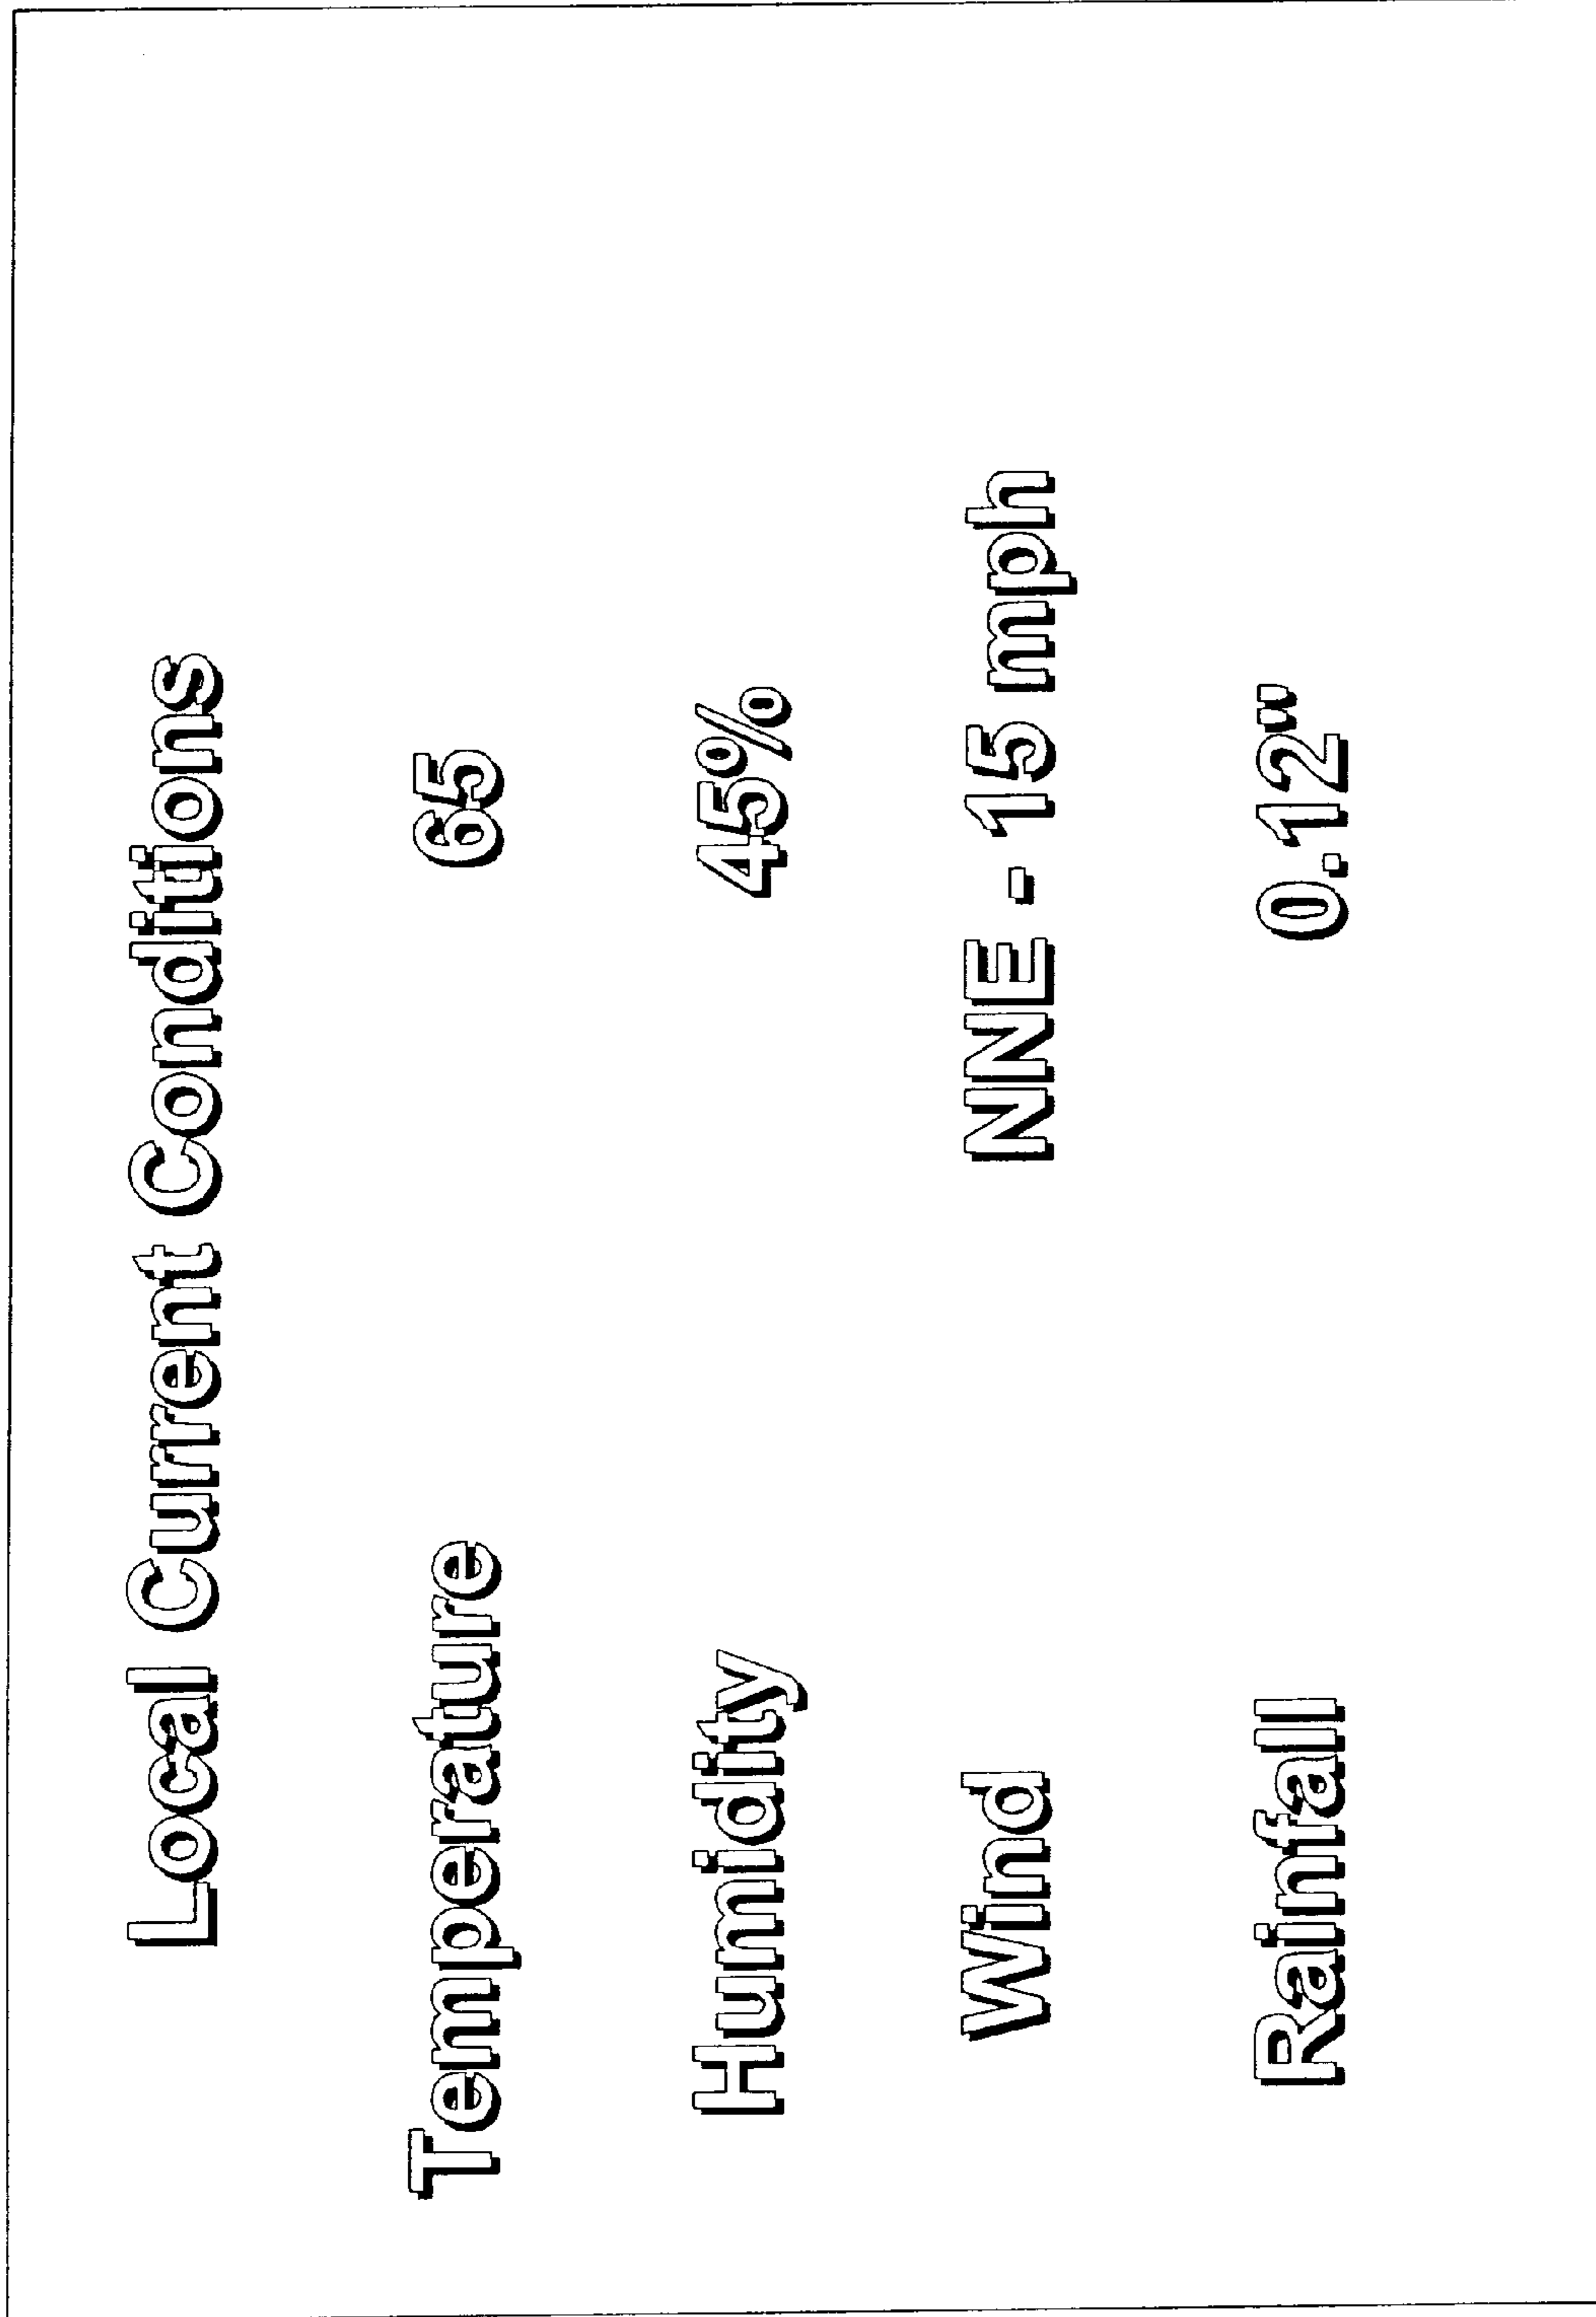 Local Current Conditions
Temperature 65
Humidity 45%
Wind NNE - 15 mph
Rainfall 0.12"